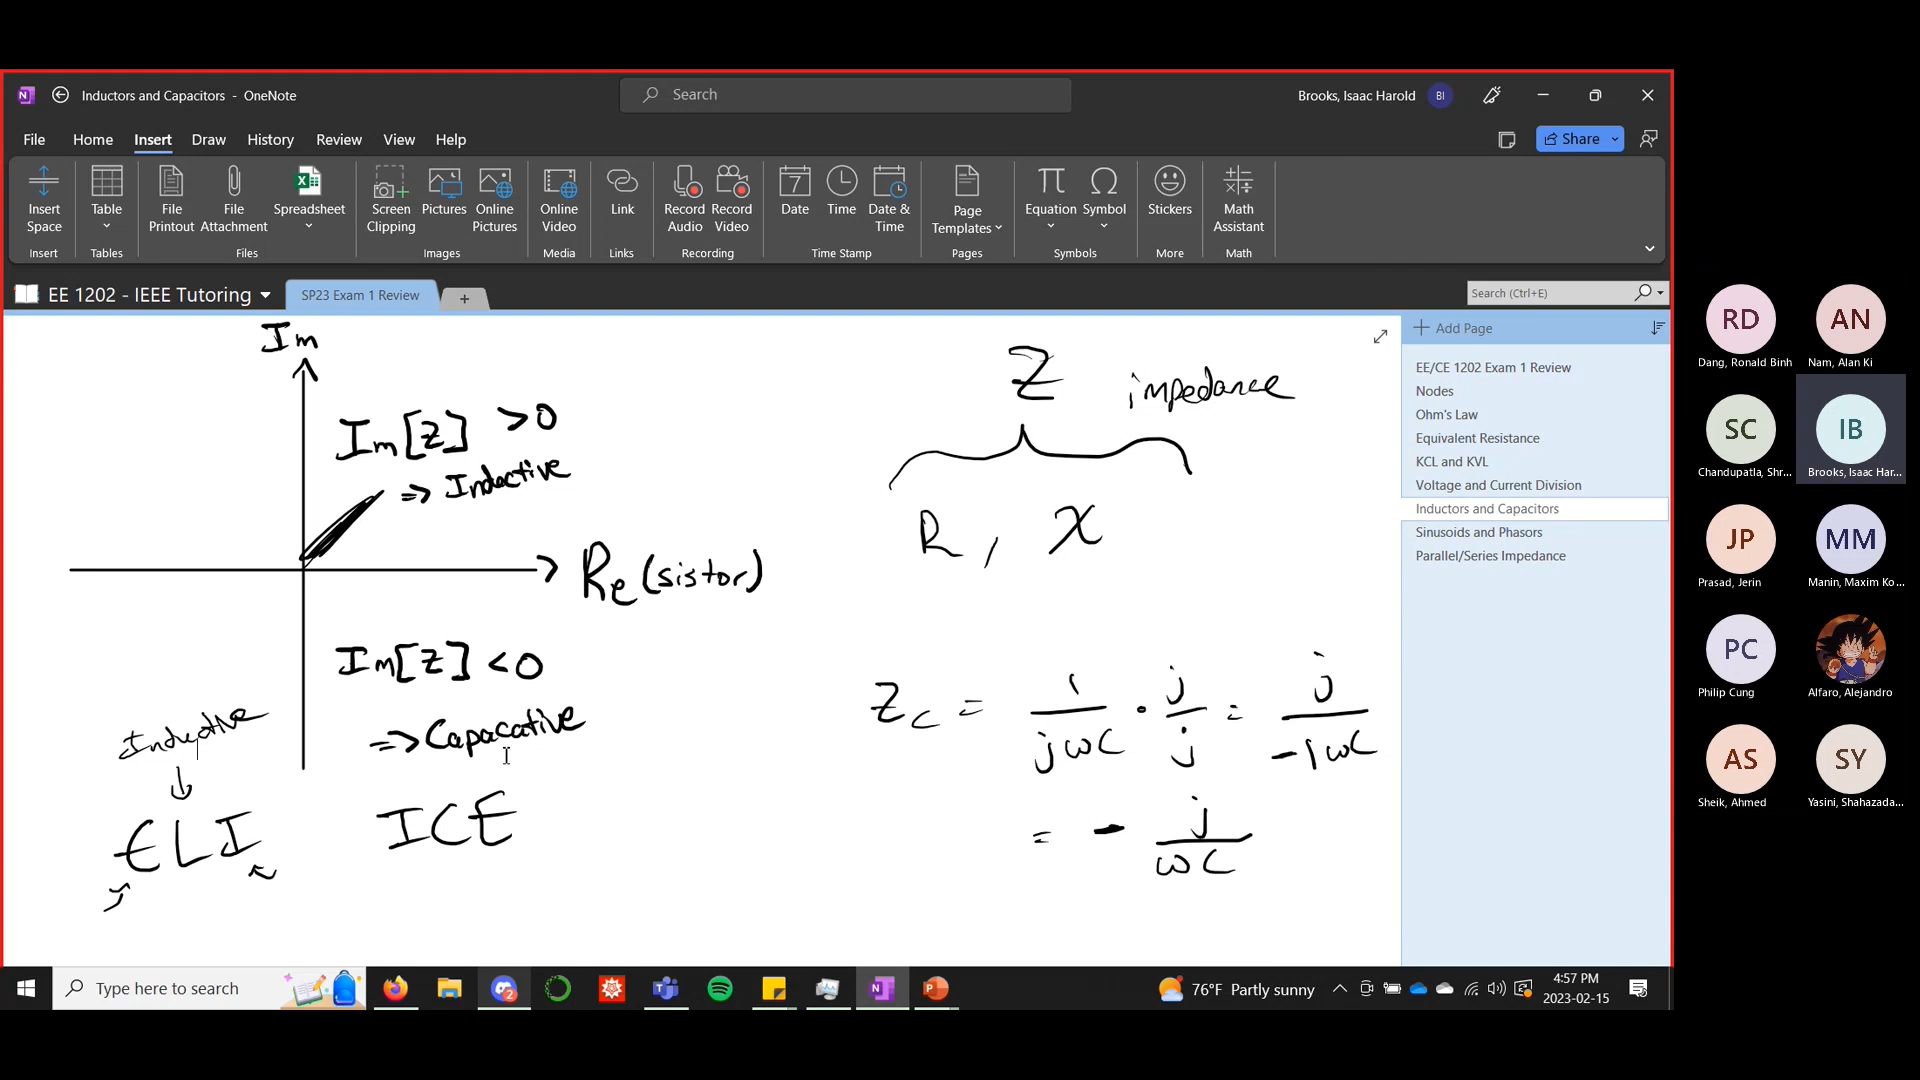 Inductors and Capacitors - OneNote
Search
Brooks, Isaac Harold
BI
File Home Insert Draw History Review View Help
Share
Insert Space
Table
File Printout
File Attachment
Spreadsheet
Screen Clipping
Pictures
Online Pictures
Online Video
Link
Record Audio
Record Video
Date
Time
Date & Time
Page Templates
Equation
Symbol
Stickers
Math Assistant
Insert Tables Files Images Media Links Recording Time Stamp Pages Symbols More Math
EE 1202 - IEEE Tutoring
SP23 Exam 1 Review
+
Search (Ctrl+E)
Im
Im[Z] >0
=> Inductive
Re(sistor)
Im[Z] <0
=> Capacative
Inductive
ELI
ICE
Z impedance
R, X
Zc = 1/jωC · j/j = j/-1ωC
= - j/ωC
Add Page
EE/CE 1202 Exam 1 Review
Nodes
Ohm's Law
Equivalent Resistance
KCL and KVL
Voltage and Current Division
Inductors and Capacitors
Sinusoids and Phasors
Parallel/Series Impedance
RD
Dang, Ronald Binh
AN
Nam, Alan Ki
SC
Chandupatla, Shr...
IB
Brooks, Isaac Har...
JP
Prasad, Jerin
MM
Manin, Maxim Ko...
PC
Philip Cung
Alfaro, Alejandro
AS
Sheik, Ahmed
SY
Yasini, Shahazada...
Type here to search
2
76°F Partly sunny
4:57 PM
2023-02-15